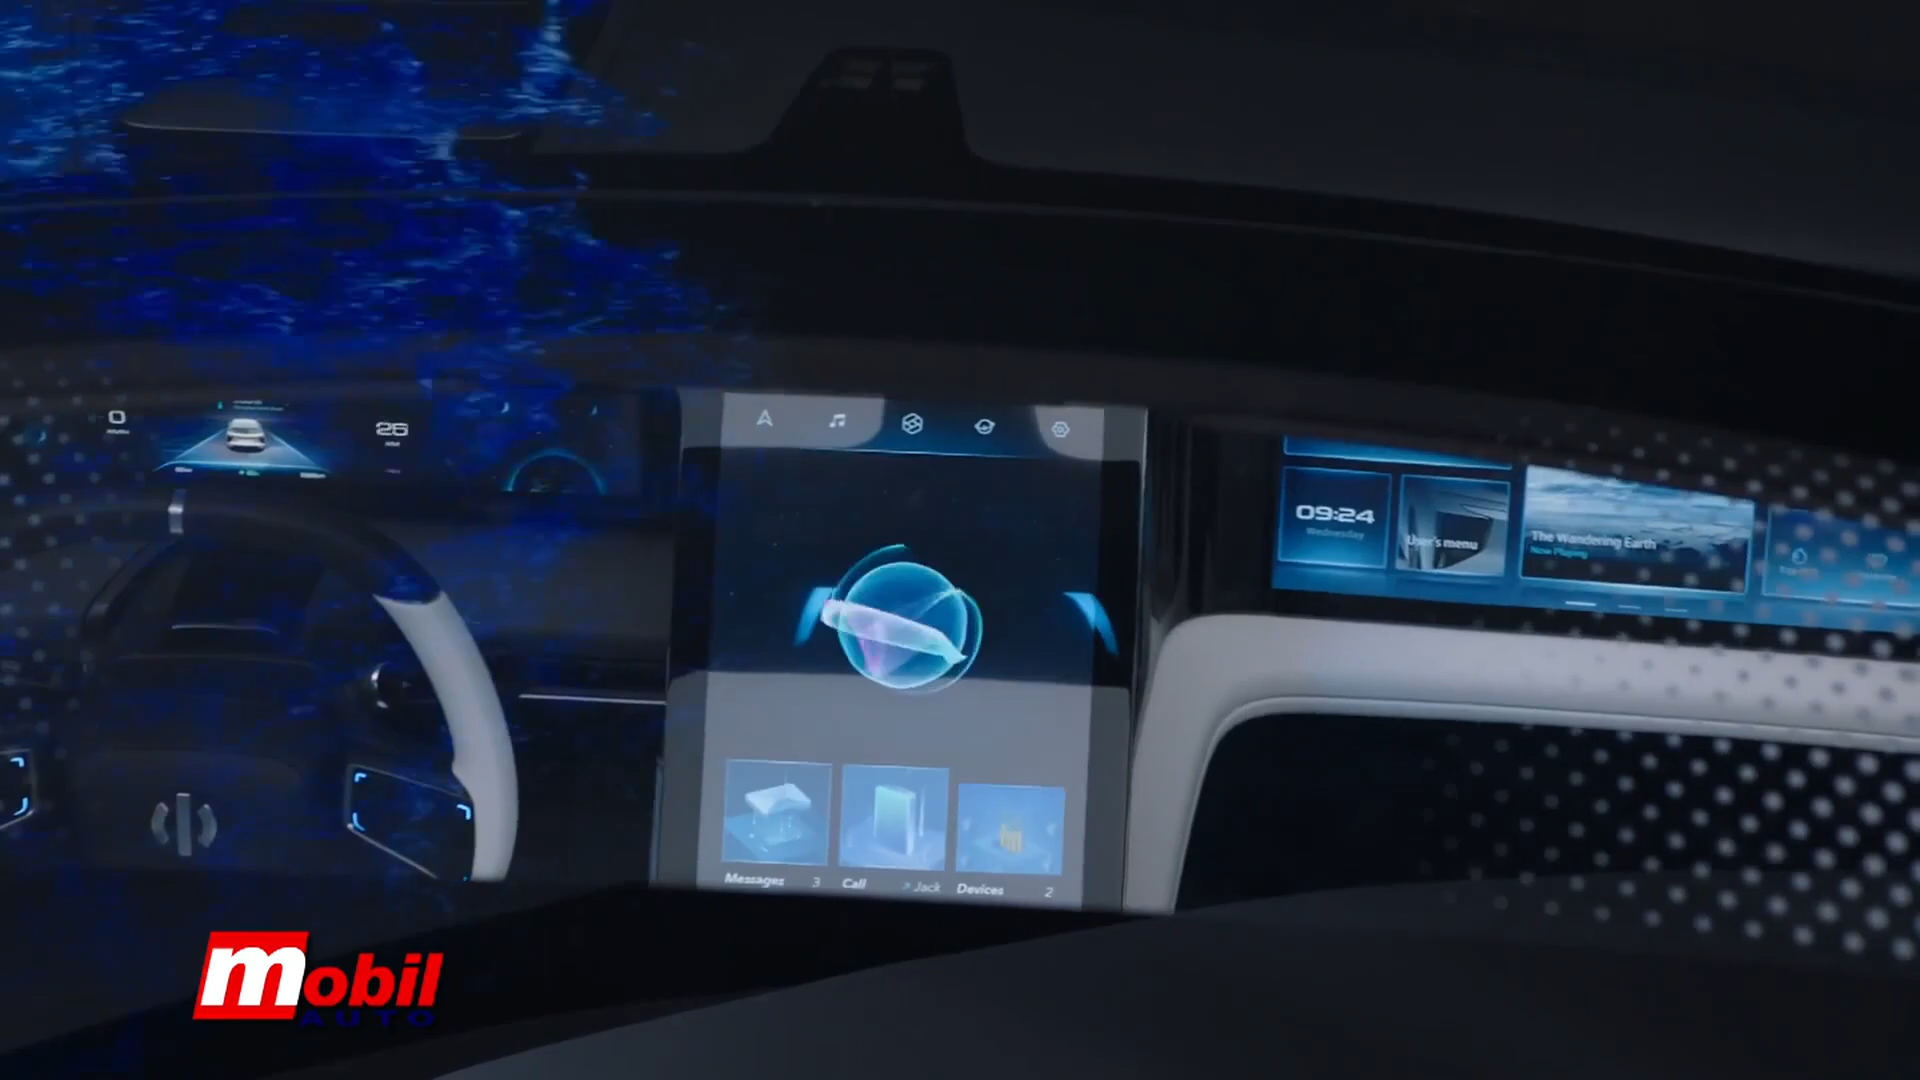 0
25
09:24
Wednesday
User's menu
The Wandering Earth
Now Playing
Messages 3
Call Jack
Devices 2
mobil
AUTO